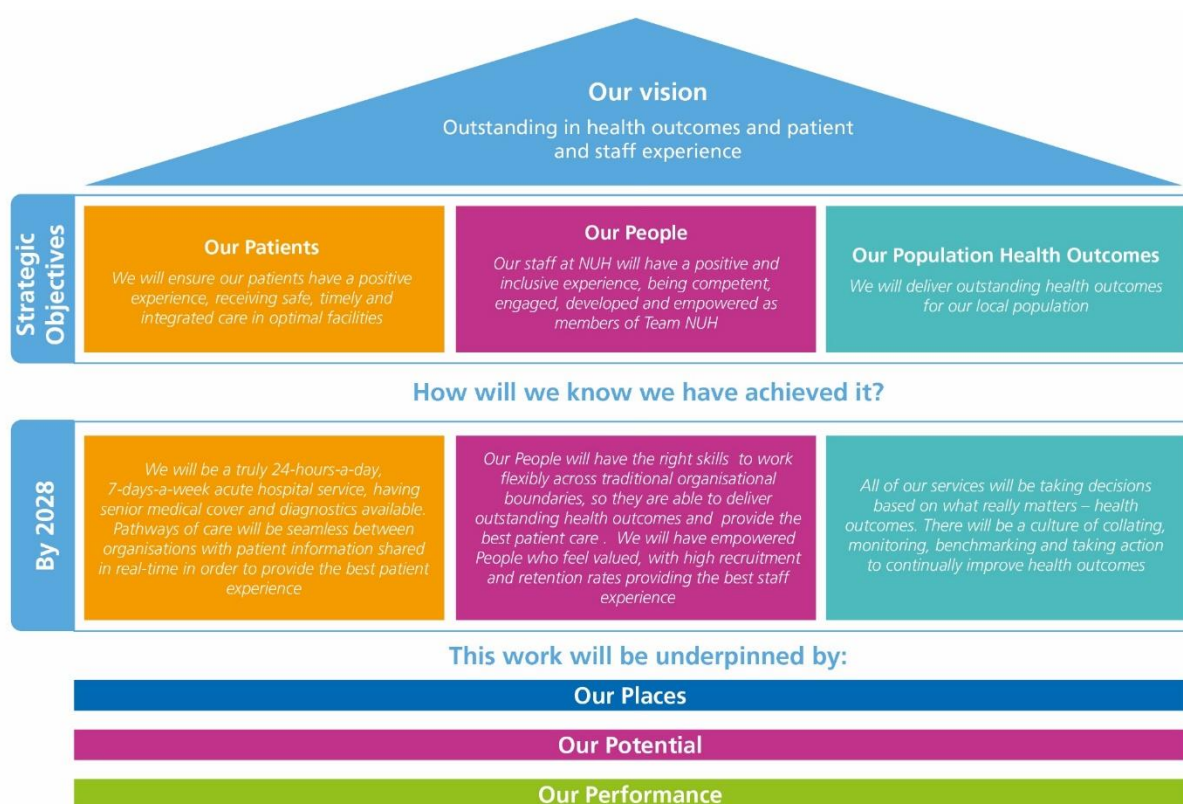 Our vision
Outstanding in health outcomes and patient
and staff experience
Strategic
Objectives
Our Patients
We will ensure our patients have a positive
experience, receiving safe, timely and
integrated care in optimal facilities
Our People
Our staff at NUH will have a positive and
inclusive experience, being competent,
engaged, developed and empowered as
members of Team NUH
Our Population Health Outcomes
We will deliver outstanding health outcomes
for our local population
How will we know we have achieved it?
By 2028
We will be a truly 24-hours-a-day,
7-days-a-week acute hospital service, having
senior medical cover and diagnostics available.
Pathways of care will be seamless between
organisations with patient information shared
in real-time in order to provide the best patient
experience
Our People will have the right skills to work
flexibly across traditional organisational
boundaries, so they are able to deliver
outstanding health outcomes and provide the
best patient care . We will have empowered
People who feel valued, with high recruitment
and retention rates providing the best staff
experience
All of our services will be taking decisions
based on what really matters – health
outcomes. There will be a culture of collating,
monitoring, benchmarking and taking action
to continually improve health outcomes
This work will be underpinned by:
Our Places
Our Potential
Our Performance